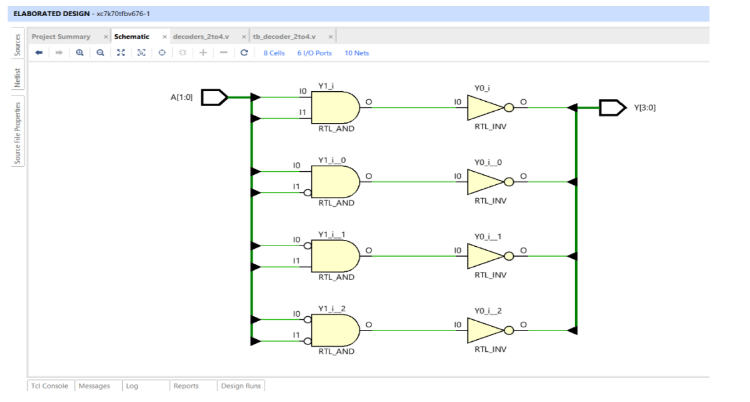 ELABORATED DESIGN - xc7k70tfbv676-1
Project Summary × Schematic × decoders_2to4.v × tb_decoder_2to4.v ×
8 Cells 6 I/O Ports 10 Nets
Sources
Netlist
Source File Properties
A[1:0]
Y[3:0]
Y1_i
I0
I1
O
RTL_AND
Y0_i
I0
O
RTL_INV
Y1_i__0
I0
I1
O
RTL_AND
Y0_i__0
I0
O
RTL_INV
Y1_i__1
I0
I1
O
RTL_AND
Y0_i__1
I0
O
RTL_INV
Y1_i__2
I0
I1
O
RTL_AND
Y0_i__2
I0
O
RTL_INV
Tcl Console Messages Log Reports Design Runs